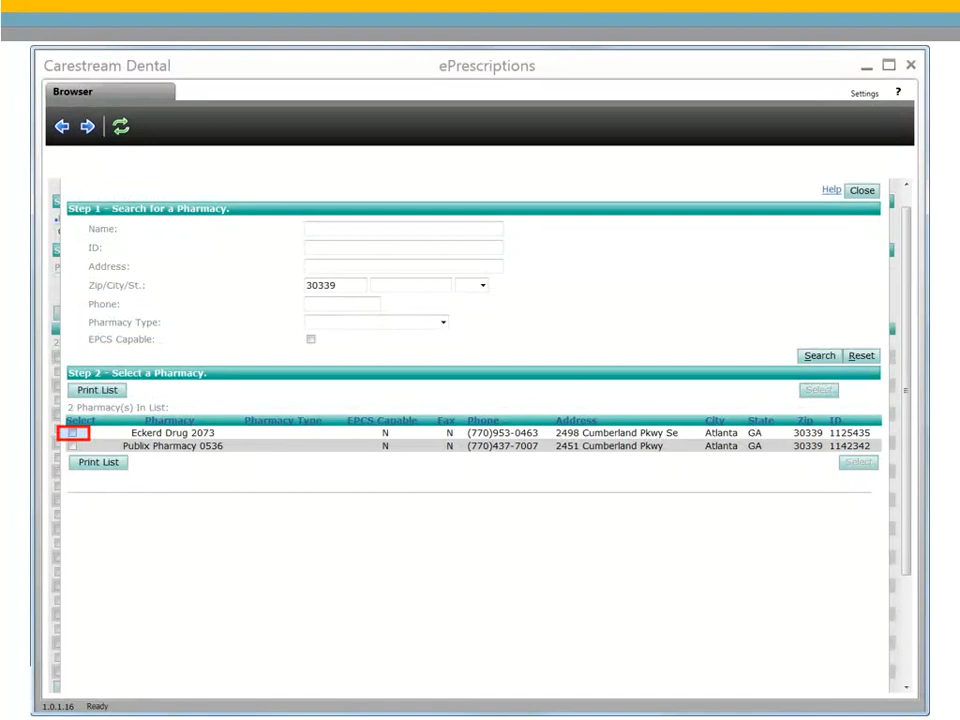 Carestream Dental ePrescriptions
Browser
Settings ?
Help Close
Step 1 - Search for a Pharmacy.
Name:
ID:
Address:
Zip/City/St.: 30339
Phone:
Pharmacy Type:
EPCS Capable:
Search Reset
Step 2 - Select a Pharmacy.
Print List Select
2 Pharmacy(s) In List:
Select Pharmacy Pharmacy Type EPCS Capable Fax Phone Address City State Zip ID
Eckerd Drug 2073 N N (770)953-0463 2498 Cumberland Pkwy Se Atlanta GA 30339 1125435
Publix Pharmacy 0536 N N (770)437-7007 2451 Cumberland Pkwy Atlanta GA 30339 1142342
Print List Select
1.0.1.16 Ready